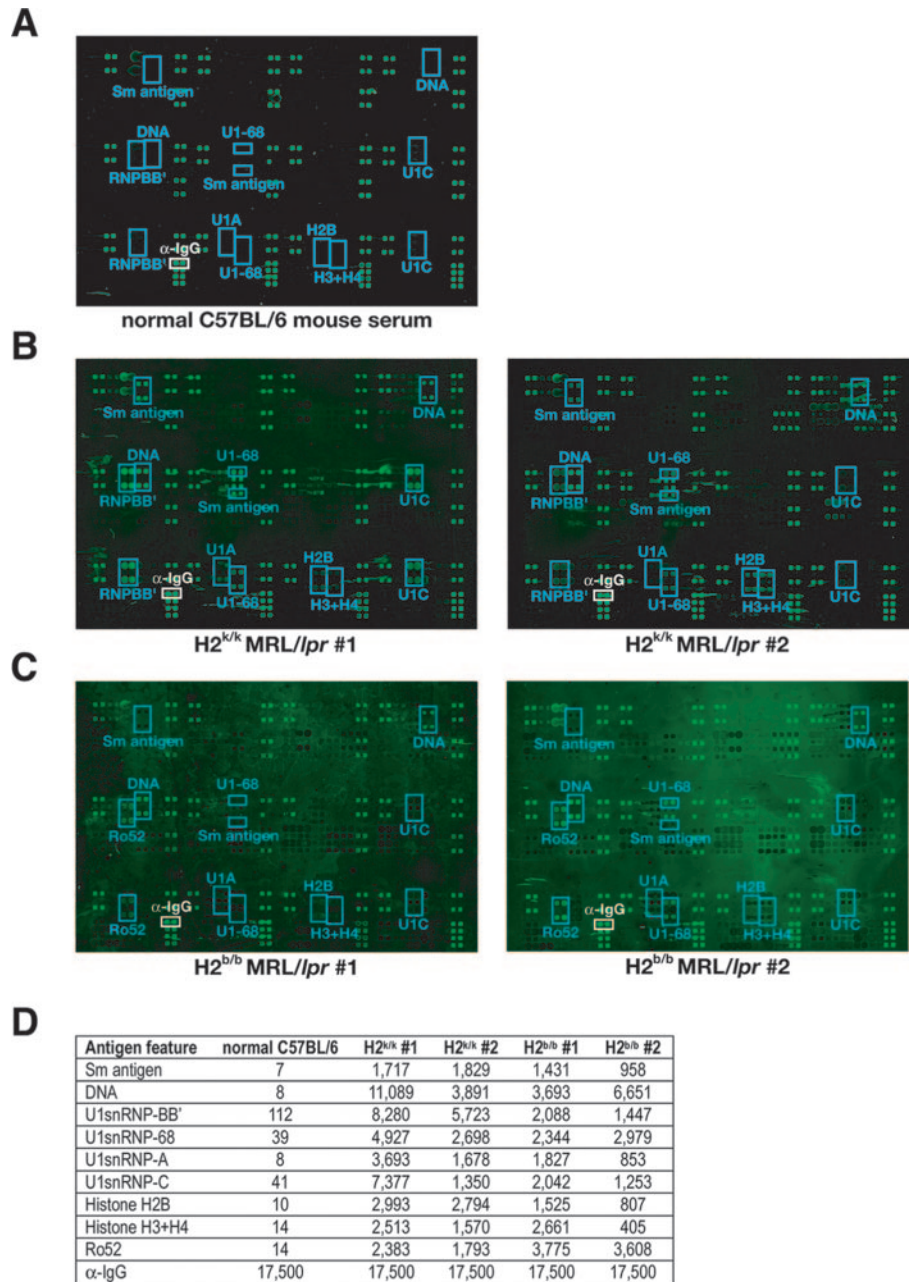 A
Sm antigen
DNA
DNA
U1-68
RNPBB'
Sm antigen
U1C
U1A
H2B
α-IgG
RNPBB'
U1-68
H3+H4
U1C
normal C57BL/6 mouse serum
B
Sm antigen
DNA
DNA
U1-68
RNPBB'
Sm antigen
U1C
U1A
H2B
α-IgG
RNPBB'
U1-68
H3+H4
U1C
H2k/k MRL/lpr #1
Sm antigen
DNA
DNA
U1-68
RNPBB'
Sm antigen
U1C
U1A
H2B
α-IgG
RNPBB'
U1-68
H3+H4
U1C
H2k/k MRL/lpr #2
C
Sm antigen
DNA
DNA
U1-68
Ro52
Sm antigen
U1C
U1A
H2B
α-IgG
Ro52
U1-68
H3+H4
U1C
H2b/b MRL/lpr #1
Sm antigen
DNA
DNA
U1-68
Ro52
Sm antigen
U1C
U1A
H2B
α-IgG
Ro52
U1-68
H3+H4
U1C
H2b/b MRL/lpr #2
D
Antigen feature normal C57BL/6 H2k/k #1 H2k/k #2 H2b/b #1 H2b/b #2
Sm antigen 7 1,717 1,829 1,431 958
DNA 8 11,089 3,891 3,693 6,651
U1snRNP-BB' 112 8,280 5,723 2,088 1,447
U1snRNP-68 39 4,927 2,698 2,344 2,979
U1snRNP-A 8 3,693 1,678 1,827 853
U1snRNP-C 41 7,377 1,350 2,042 1,253
Histone H2B 10 2,993 2,794 1,525 807
Histone H3+H4 14 2,513 1,570 2,661 405
Ro52 14 2,383 1,793 3,775 3,608
α-IgG 17,500 17,500 17,500 17,500 17,500